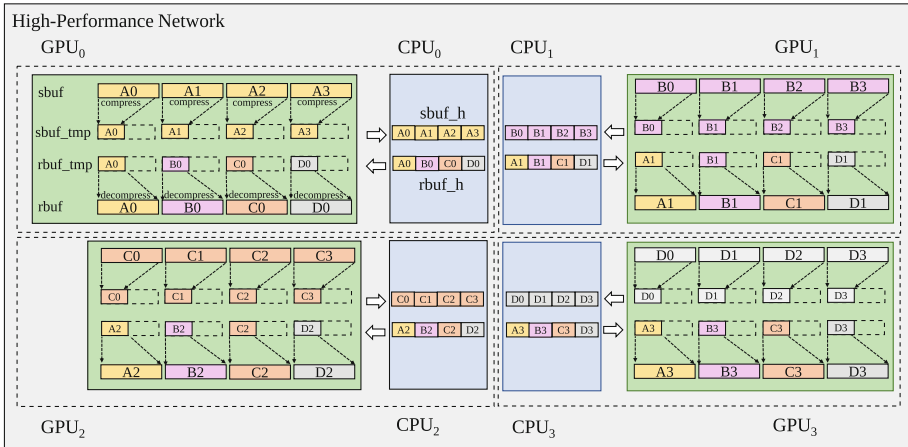 High-Performance Network
GPU0 CPU0 CPU1 GPU1
sbuf A0 A1 A2 A3
compress compress compress compress
sbuf_tmp A0 A1 A2 A3
rbuf_tmp A0 B0 C0 D0
decompress decompress decompress decompress
rbuf A0 B0 C0 D0
sbuf_h
A0 A1 A2 A3
A0 B0 C0 D0
rbuf_h
B0 B1 B2 B3
A1 B1 C1 D1
B0 B1 B2 B3
B0 B1 B2 B3
A1 B1 C1 D1
A1 B1 C1 D1
C0 C1 C2 C3
C0 C1 C2 C3
A2 B2 C2 D2
A2 B2 C2 D2
C0 C1 C2 C3
A2 B2 C2 D2
D0 D1 D2 D3
A3 B3 C3 D3
D0 D1 D2 D3
D0 D1 D2 D3
A3 B3 C3 D3
A3 B3 C3 D3
GPU2 CPU2 CPU3 GPU3